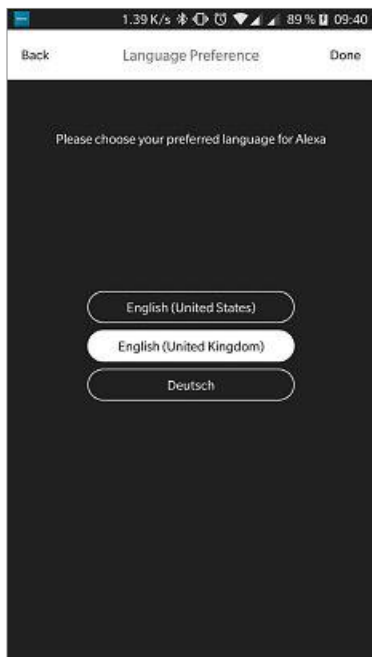 1.39 K/s 89 % 09:40
Back Language Preference Done
Please choose your preferred language for Alexa
English (United States)
English (United Kingdom)
Deutsch